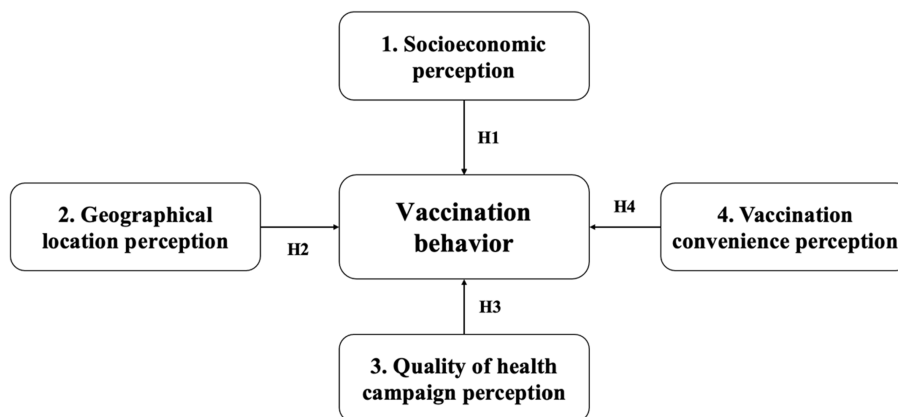 1. Socioeconomic
perception
H1
2. Geographical
location perception
H2
Vaccination
behavior
H4
4. Vaccination
convenience perception
H3
3. Quality of health
campaign perception